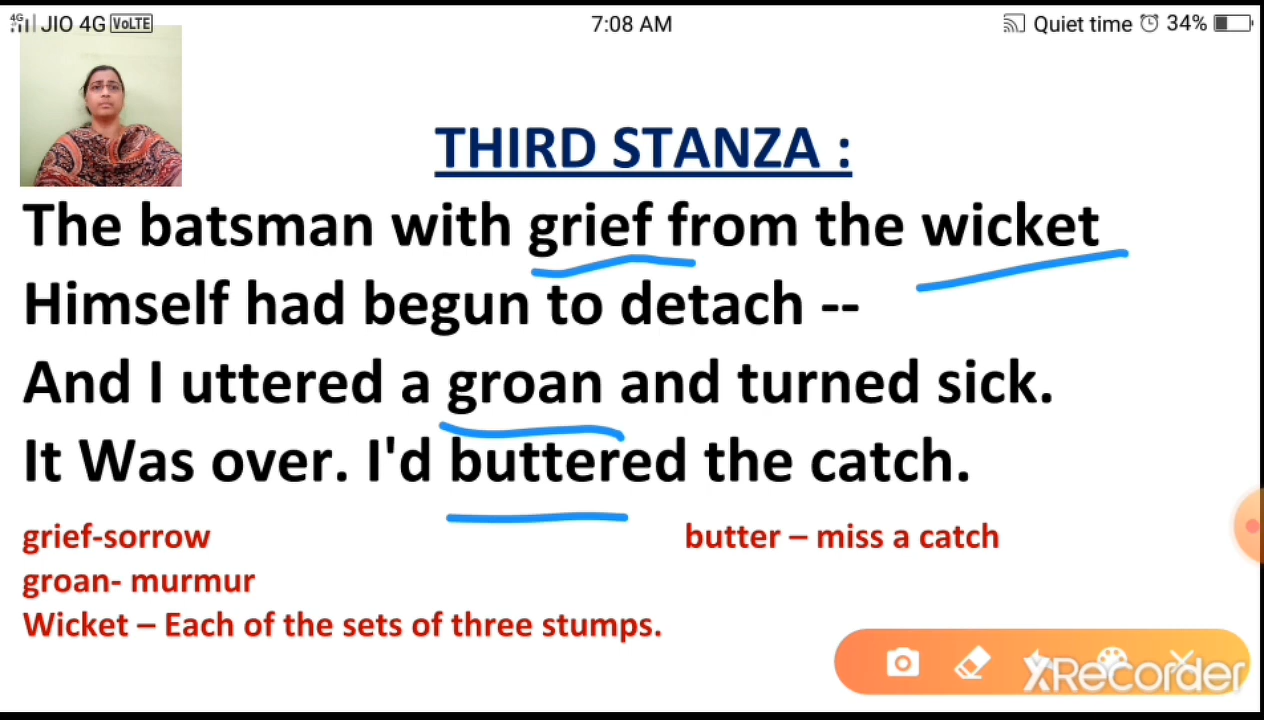 4G JIO 4G VoLTE 7:08 AM Quiet time 34%
THIRD STANZA :
The batsman with grief from the wicket
Himself had begun to detach --
And I uttered a groan and turned sick.
It Was over. I'd buttered the catch.
grief-sorrow
butter – miss a catch
groan- murmur
Wicket – Each of the sets of three stumps.
XRecorder